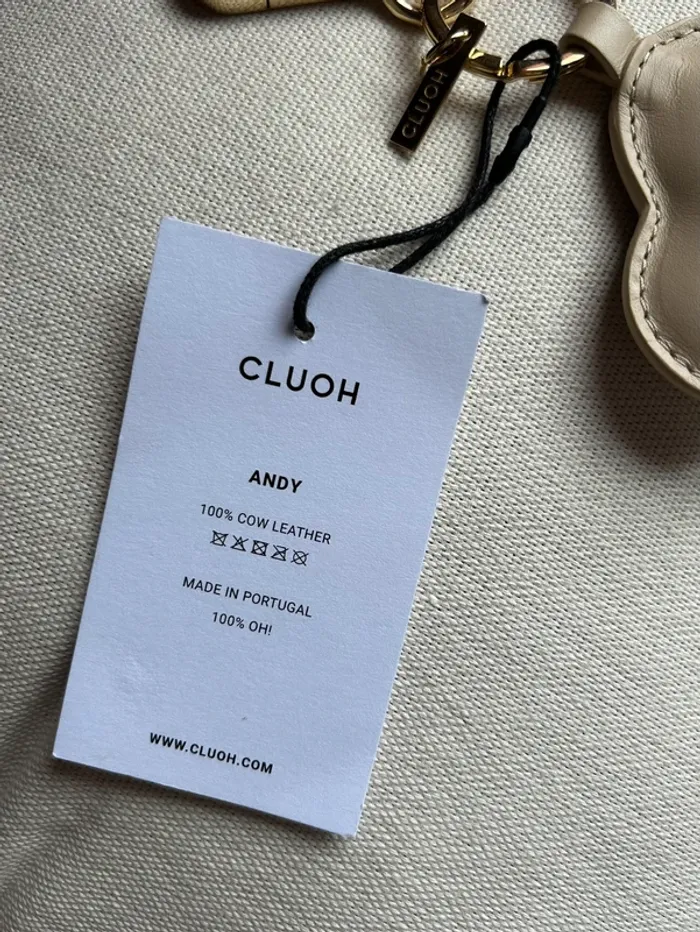 CLUOH
CLUOH
ANDY
100% COW LEATHER
MADE IN PORTUGAL
100% OH!
WWW.CLUOH.COM